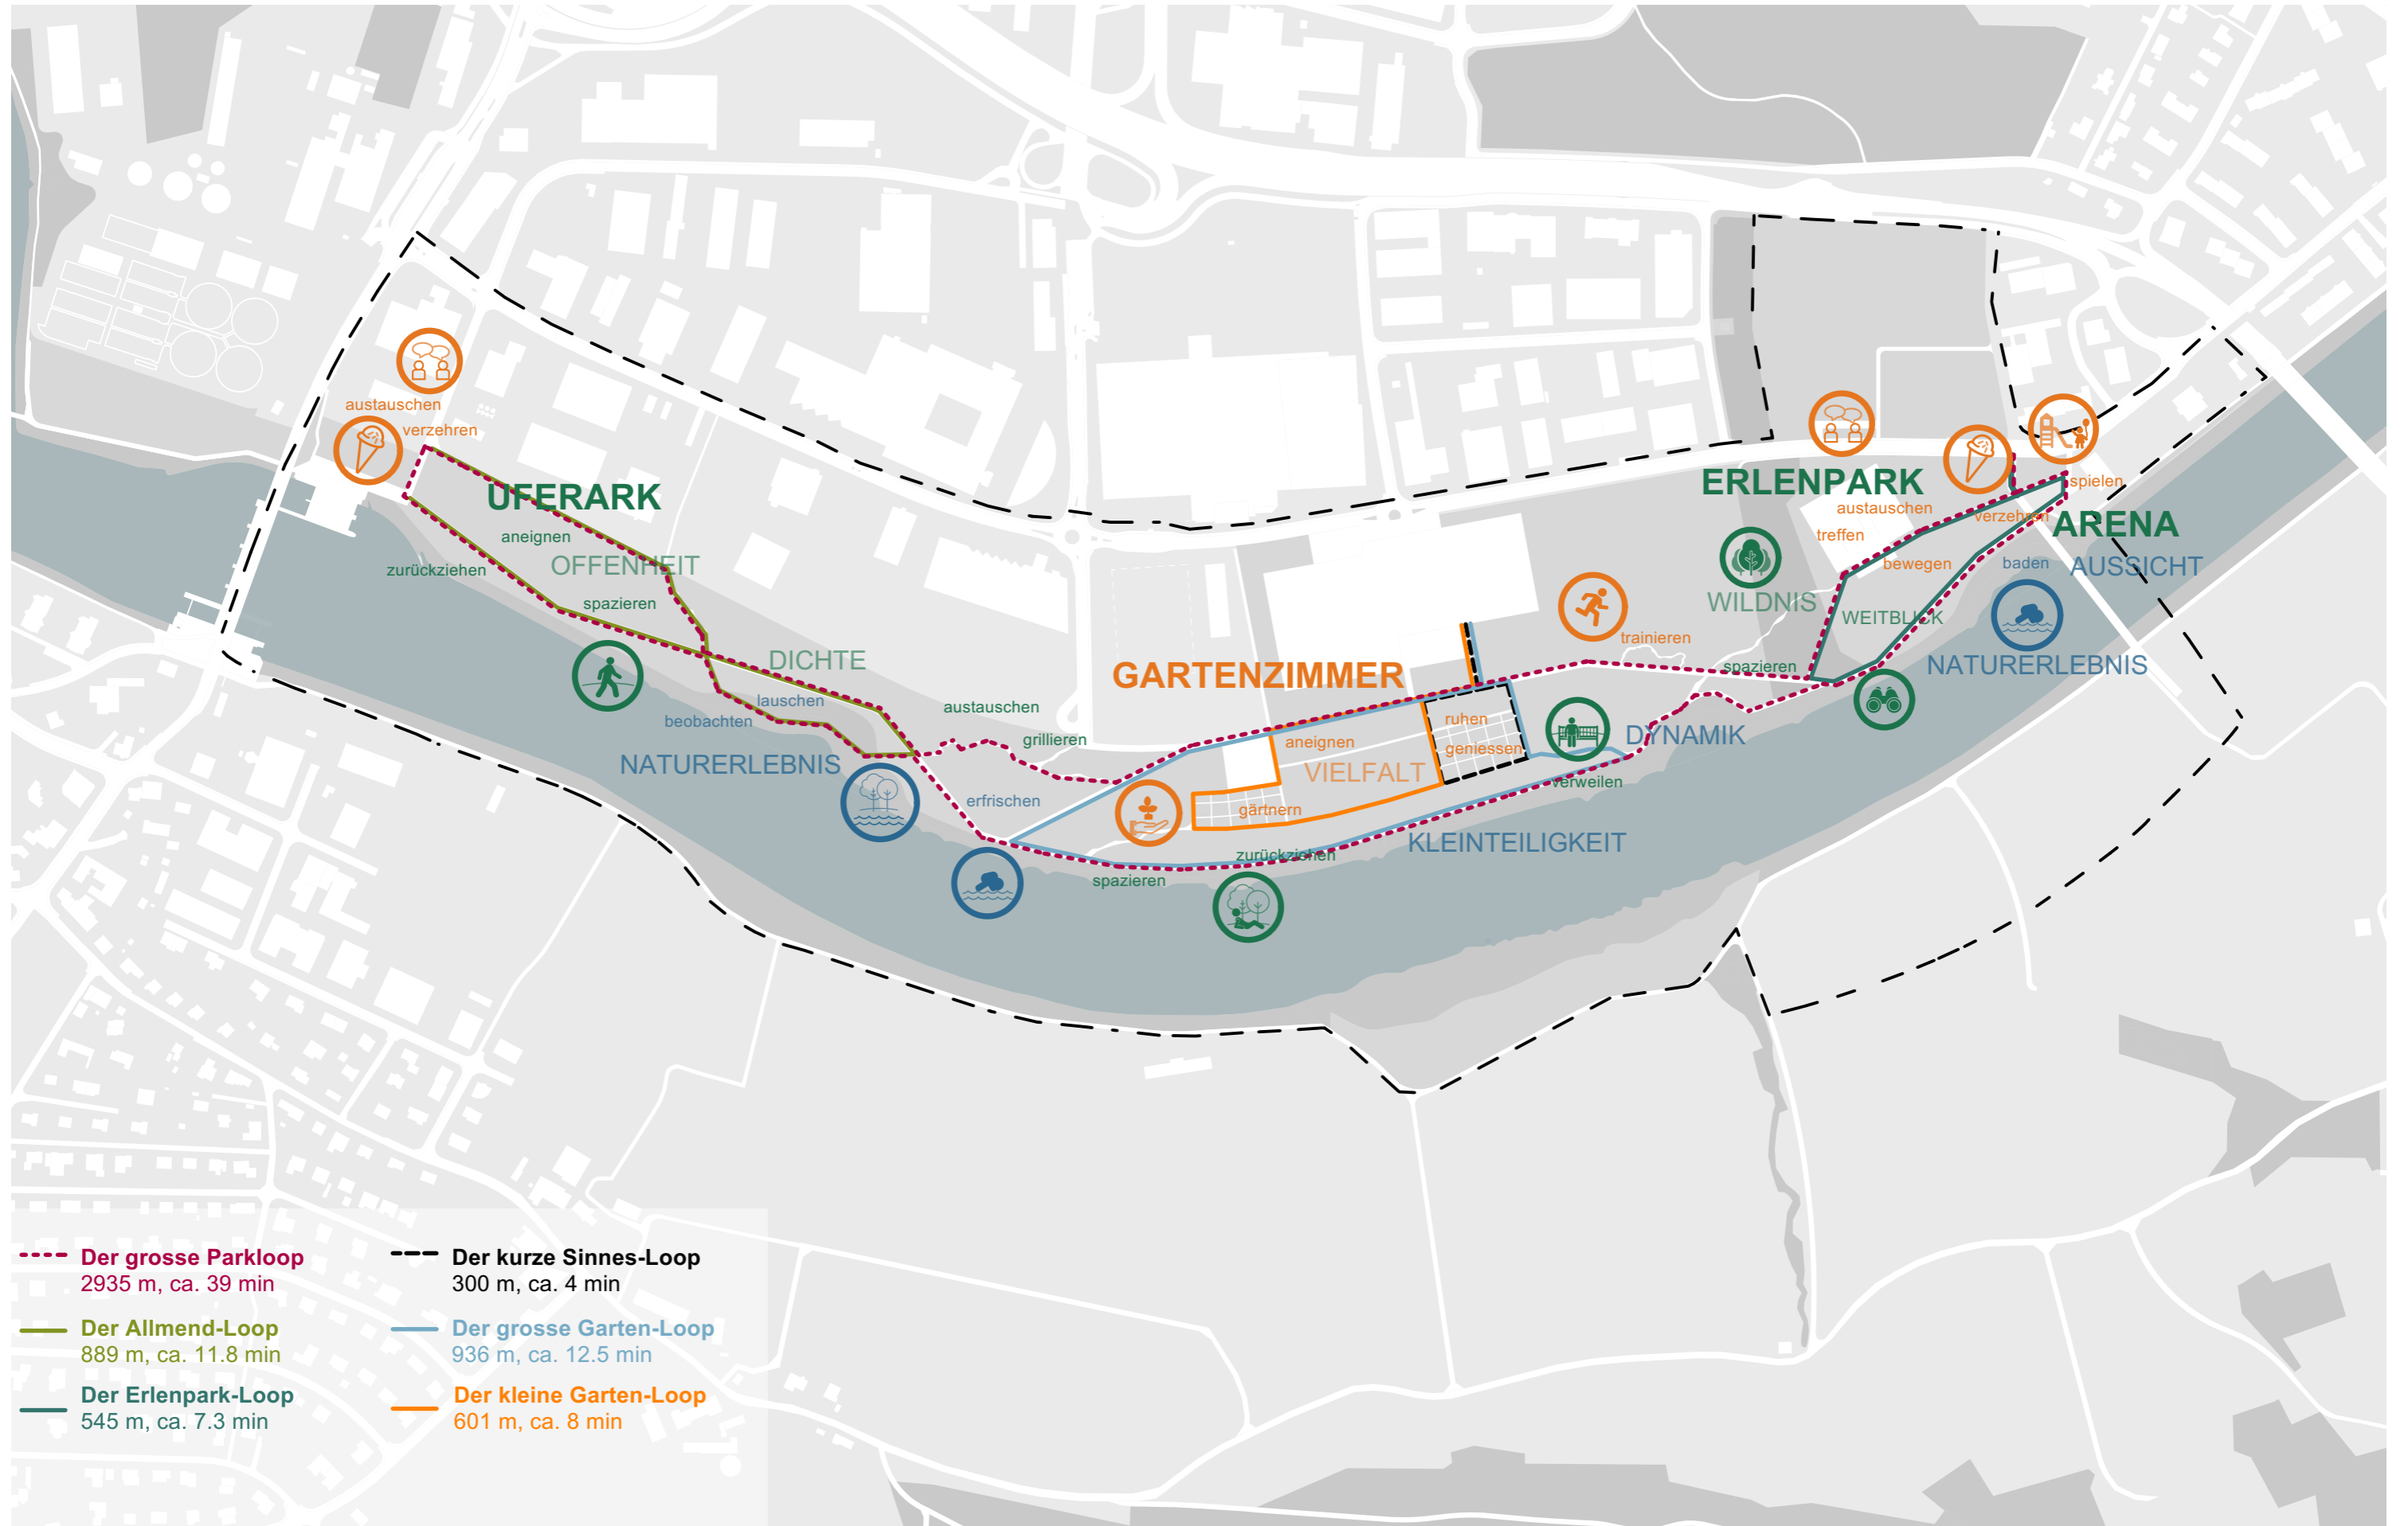 austauschen
verzehren
UFERARK
aneignen
OFFENHEIT
zurückziehen
spazieren
DICHTE
lauschen
beobachten
NATURERLEBNIS
austauschen
grillieren
erfrischen
GARTENZIMMER
ruhen
aneignen
geniessen
VIELFALT
gärtnern
zurückziehen
spazieren
KLEINTEILIGKEIT
verweilen
DYNAMIK
trainieren
spazieren
ERLENPARK
austauschen
treffen
WILDNIS
bewegen
WEITBLICK
spielen
verzehren
ARENA
baden
AUSSICHT
NATURERLEBNIS
Der grosse Parkloop
2935 m, ca. 39 min
Der Allmend-Loop
889 m, ca. 11.8 min
Der Erlenpark-Loop
545 m, ca. 7.3 min
Der kurze Sinnes-Loop
300 m, ca. 4 min
Der grosse Garten-Loop
936 m, ca. 12.5 min
Der kleine Garten-Loop
601 m, ca. 8 min